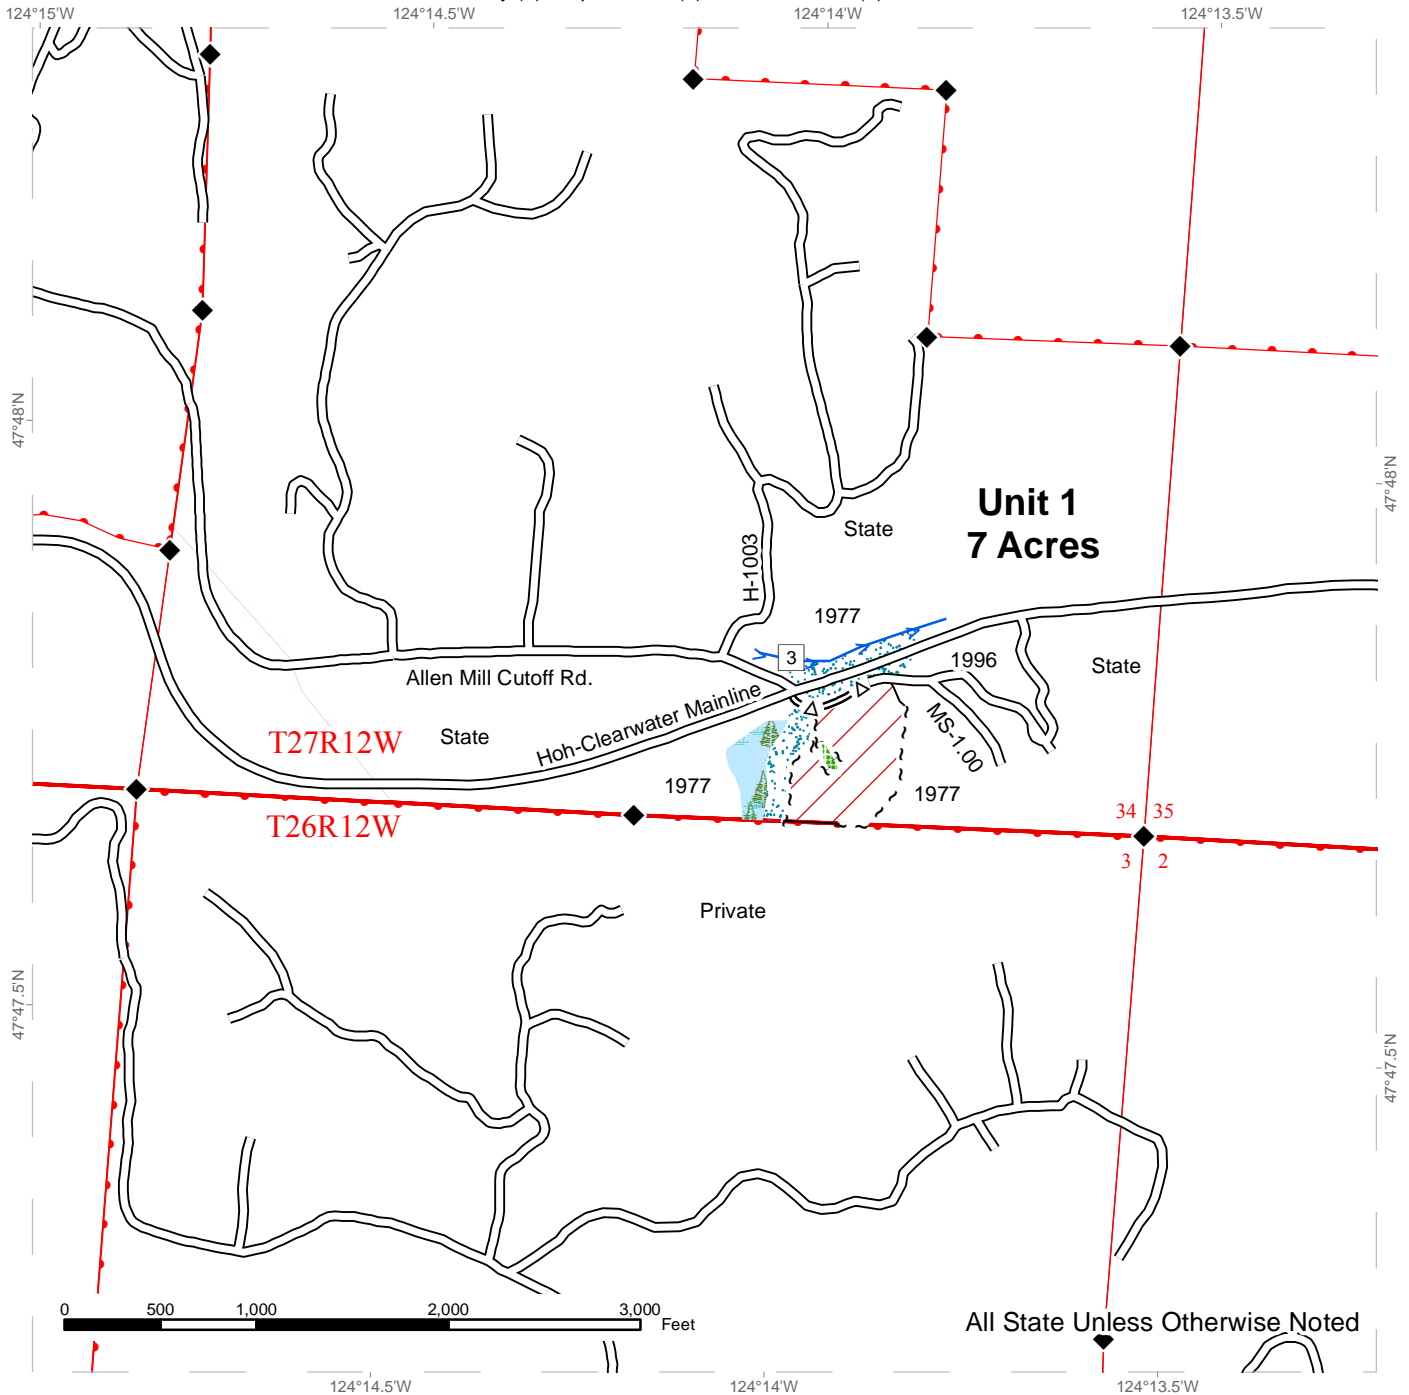 124°15'W
124°14.5'W
124°14'W
124°13.5'W
47°48'N
47°48'N
Unit 1
7 Acres
State
H-1003
1977
3
1996
State
Allen Mill Cutoff Rd.
Hoh-Clearwater Mainline
MS-1.00
State
T27R12W
1977
1977
T26R12W
34 35
3 2
Private
47°47.5'N
47°47.5'N
0 500 1,000 2,000 3,000
Feet
All State Unless Otherwise Noted
124°14.5'W
124°14'W
124°13.5'W